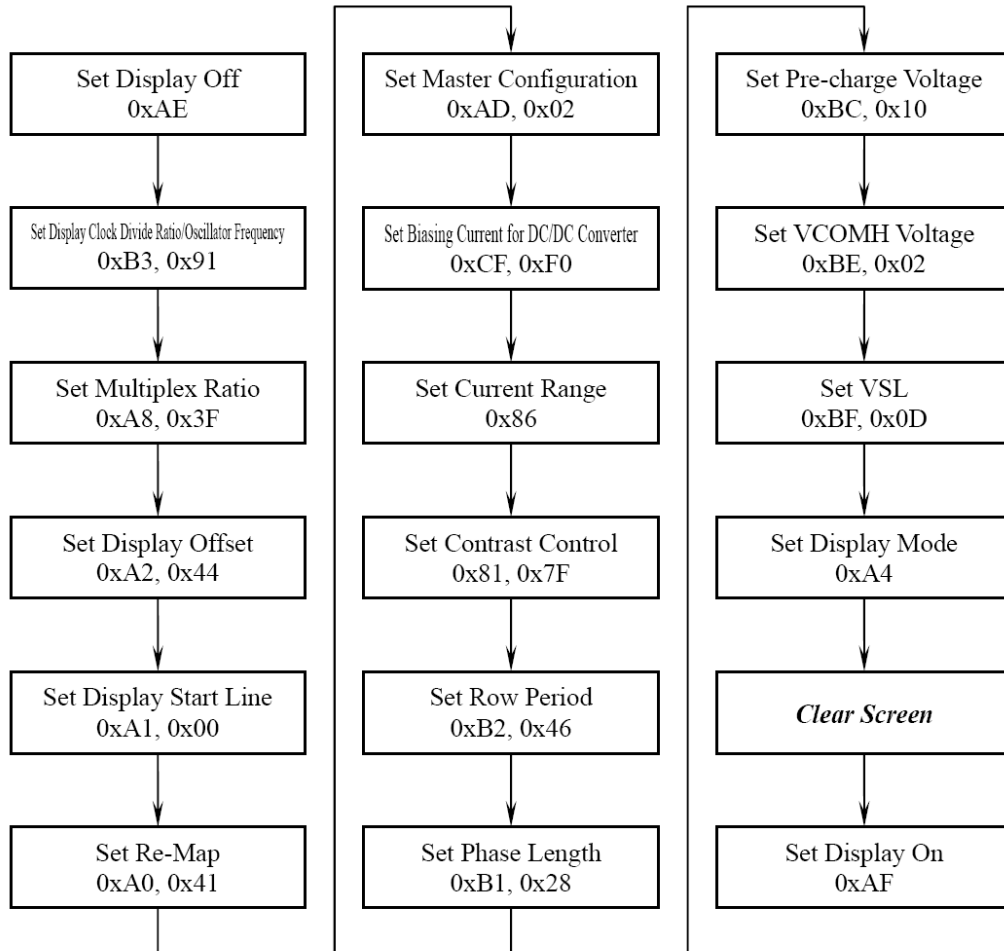 Set Display Off
0xAE
Set Display Clock Divide Ratio/Oscillator Frequency
0xB3, 0x91
Set Multiplex Ratio
0xA8, 0x3F
Set Display Offset
0xA2, 0x44
Set Display Start Line
0xA1, 0x00
Set Re-Map
0xA0, 0x41
Set Master Configuration
0xAD, 0x02
Set Biasing Current for DC/DC Converter
0xCF, 0xF0
Set Current Range
0x86
Set Contrast Control
0x81, 0x7F
Set Row Period
0xB2, 0x46
Set Phase Length
0xB1, 0x28
Set Pre-charge Voltage
0xBC, 0x10
Set VCOMH Voltage
0xBE, 0x02
Set VSL
0xBF, 0x0D
Set Display Mode
0xA4
Clear Screen
Set Display On
0xAF